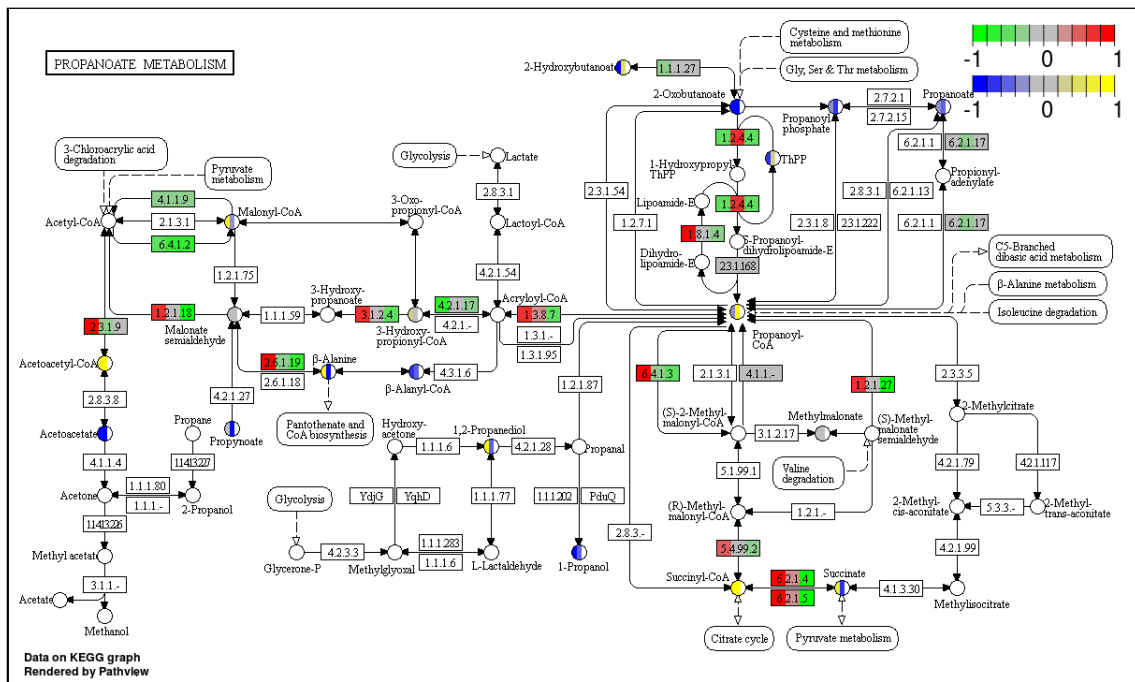 PROPANOATE METABOLISM
-1 0 1
-1 0 1
Cysteine and methionine
metabolism
Gly, Ser & Thr metabolism
2-Hydroxybutanoate
1.1.1.27
2-Oxobutanoate
Propanoyl
phosphate
2.7.2.1
2.7.2.15
Propanoate
6.2.1.1
6.2.1.17
Propionyl-
adenylate
6.2.1.1
6.2.1.17
1.2.4.4
ThPP
1-Hydroxypropyl-
ThPP
2.3.1.54
1.2.7.1
2.3.1.8
2.3.1.222
2.8.3.1
6.2.1.13
Lipoamide-E
1.2.4.4
1.8.1.4
S-Propanoyl-
dihydrolipoamide-E
Dihydro-
lipoamide-E
2.3.1.168
C5-Branched
dibasic acid metabolism
β-Alanine metabolism
Isoleucine degradation
3-Chloroacrylic acid
degradation
Pyruvate
metabolism
Glycolysis
Lactate
2.8.3.1
Lactoyl-CoA
4.2.1.54
Acryloyl-CoA
4.1.1.9
Acetyl-CoA
2.1.3.1
Malonyl-CoA
6.4.1.2
3-Oxo-
propionyl-CoA
1.2.1.75
1.2.1.18
Malonate
semialdehyde
1.1.1.59
3-Hydroxy-
propanoate
3.1.2.4
3-Hydroxy-
propionyl-CoA
4.2.1.17
4.2.1.-
1.3.8.7
1.3.1.-
1.3.1.95
Propanoyl-
CoA
2.3.1.9
Acetoacetyl-CoA
2.6.1.19
2.6.1.18
β-Alanine
β-Alanyl-CoA
4.3.1.6
Pantothenate and
CoA biosynthesis
2.8.3.8
4.2.1.27
Propynoate
Acetoacetate
Propane
1.14.13.227
4.1.1.4
Acetone
1.1.1.80
1.1.1.-
2-Propanol
1.14.13.226
Methyl acetate
3.1.1.-
Acetate
Methanol
Hydroxy-
acetone
1.1.1.6
1,2-Propanediol
4.2.1.28
Propanal
1.2.1.87
Glycolysis
YdjG
YqhD
1.1.1.77
1.1.1.202
PduQ
Glycerone-P
4.2.3.3
Methylglyoxal
1.1.1.283
1.1.1.6
L-Lactaldehyde
1-Propanol
6.4.1.3
2.1.3.1
4.1.1.-
1.2.1.27
2.3.3.5
(S)-2-Methyl-
malonyl-CoA
3.1.2.17
Methylmalonate
(S)-Methyl-
malonate
semialdehyde
2-Methylcitrate
5.1.99.1
Valine
degradation
4.2.1.79
4.2.1.117
(R)-Methyl-
malonyl-CoA
1.2.1.-
2-Methyl-
cis-aconitate
5.3.3.-
2-Methyl-
trans-aconitate
2.8.3.-
5.4.99.2
4.2.1.99
Succinyl-CoA
6.2.1.4
6.2.1.5
Succinate
4.1.3.30
Methylisocitrate
Citrate cycle
Pyruvate metabolism
Data on KEGG graph
Rendered by Pathview